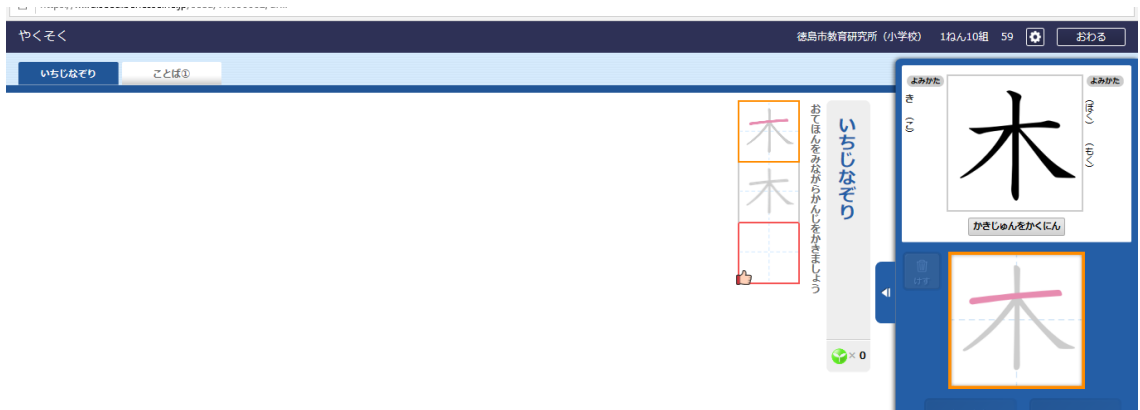 やくそく
徳島市教育研究所（小学校） 1ねん10組 59
おわる
いちじなぞり
ことば①
木
木
おてほんをみながらかんじをかきましょう
いちじなぞり
× 0
よみかた
き
（こ）
木
よみかた
（ぼく）
（もく）
かきじゅんをかくにん
けす
木